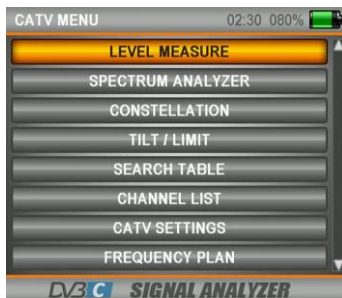 CATV MENU 02:30 080%
LEVEL MEASURE
SPECTRUM ANALYZER
CONSTELLATION
TILT / LIMIT
SEARCH TABLE
CHANNEL LIST
CATV SETTINGS
FREQUENCY PLAN
DVB C SIGNAL ANALYZER